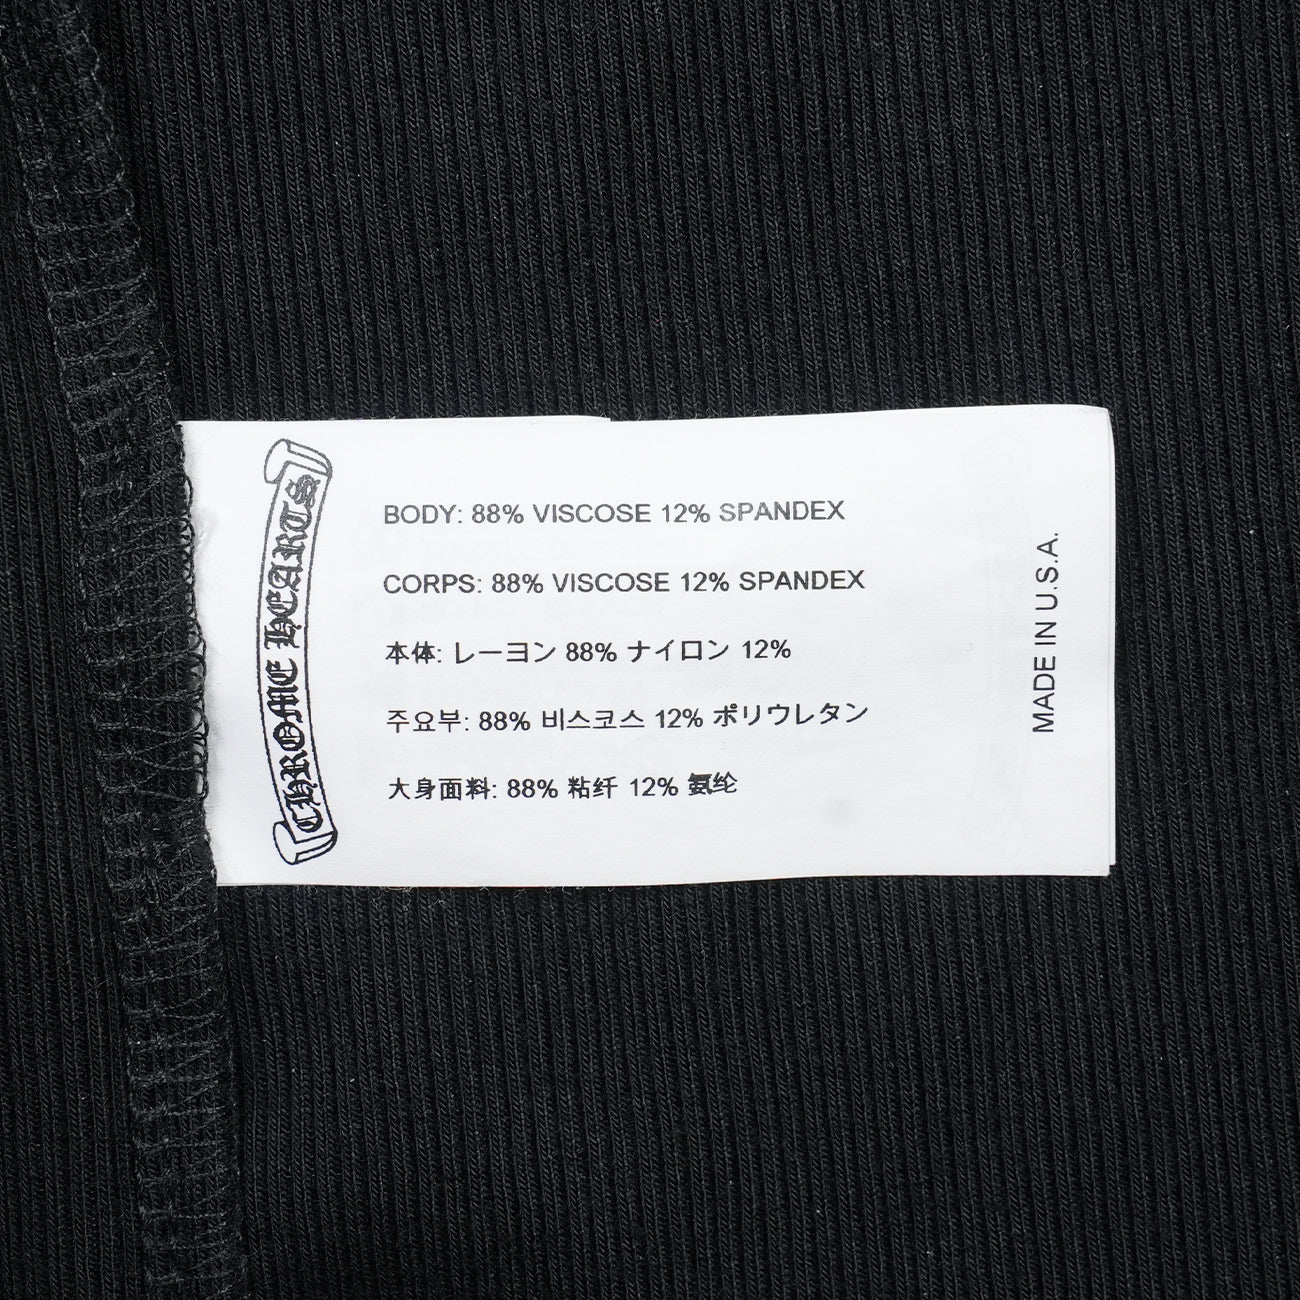 CHROME HEARTS
BODY: 88% VISCOSE 12% SPANDEX
CORPS: 88% VISCOSE 12% SPANDEX
本体: レーヨン 88% ナイロン 12%
주요부: 88% 비스코스 12% ポリウレタン
大身面料: 88% 粘纤 12% 氨纶
MADE IN U.S.A.